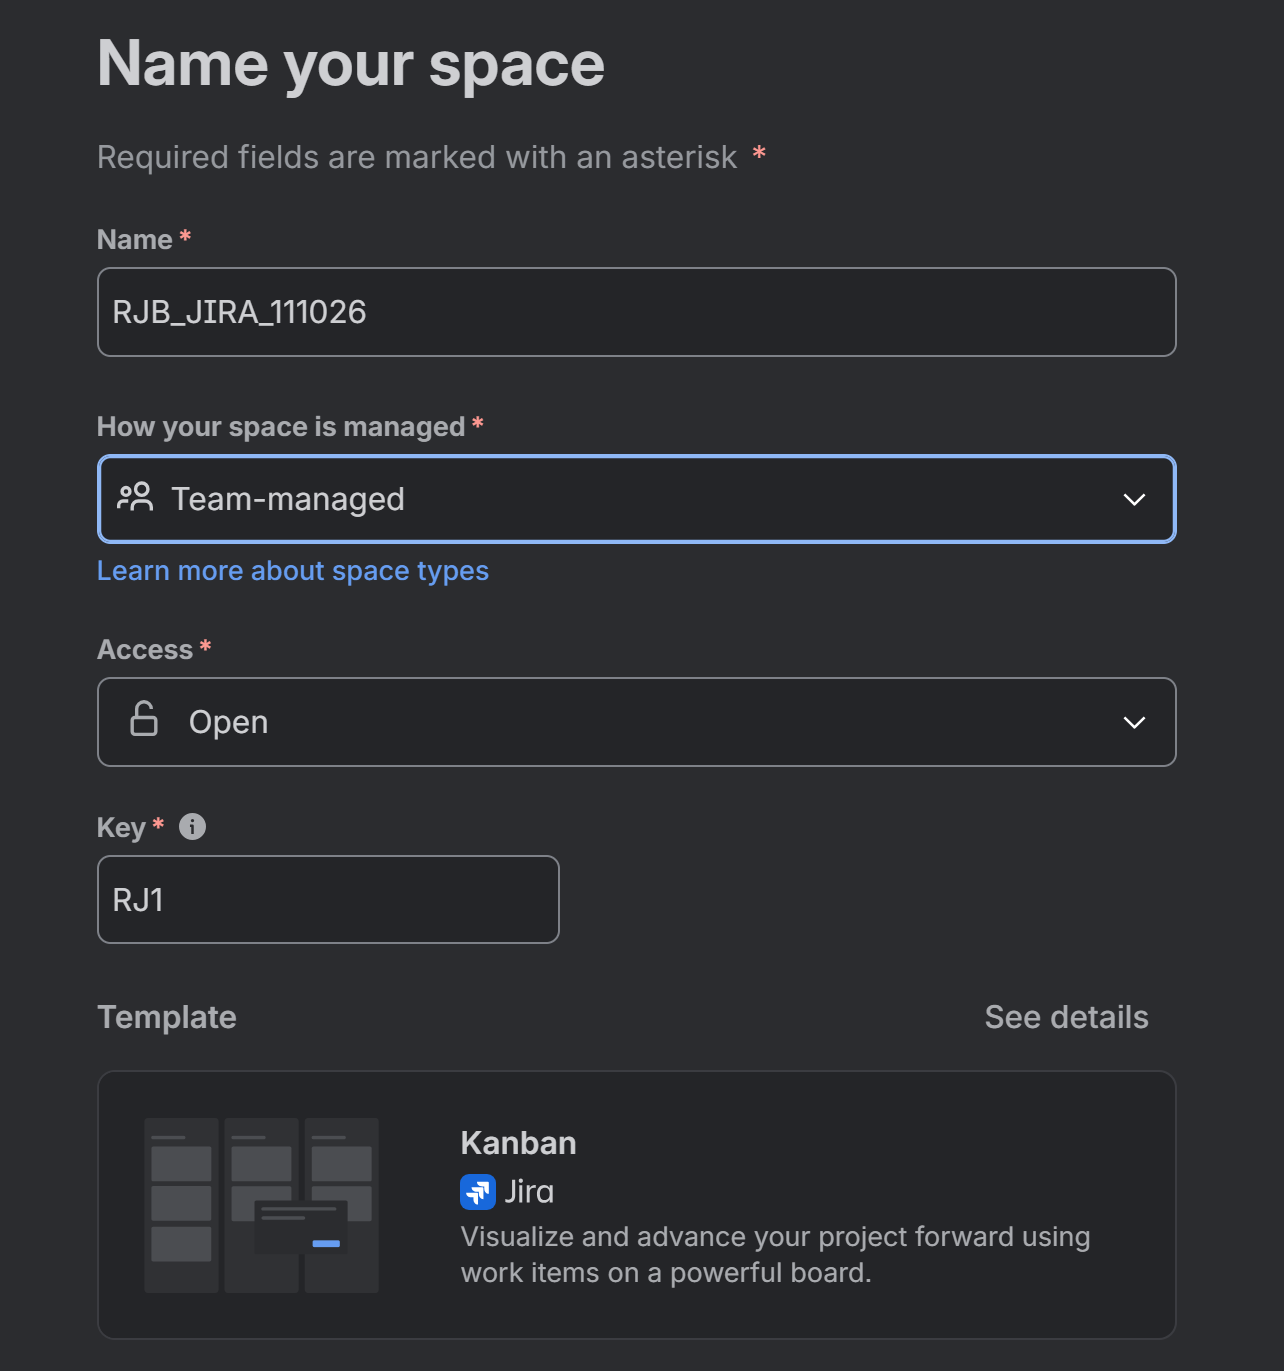 Name your space
Required fields are marked with an asterisk *
Name *
RJB_JIRA_111026
How your space is managed *
Team-managed
Learn more about space types
Access *
Open
Key *
RJ1
Template
See details
Kanban
Jira
Visualize and advance your project forward using
work items on a powerful board.